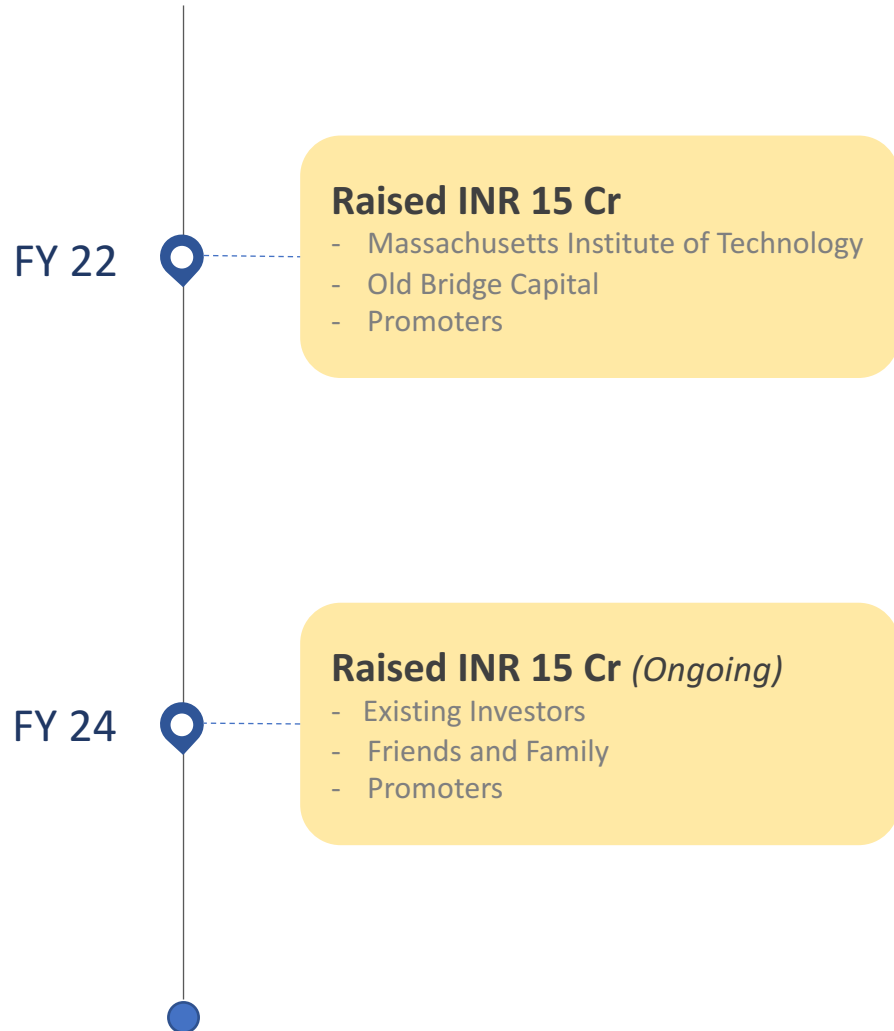 FY 22
Raised INR 15 Cr
- Massachusetts Institute of Technology
- Old Bridge Capital
- Promoters
FY 24
Raised INR 15 Cr (Ongoing)
- Existing Investors
- Friends and Family
- Promoters